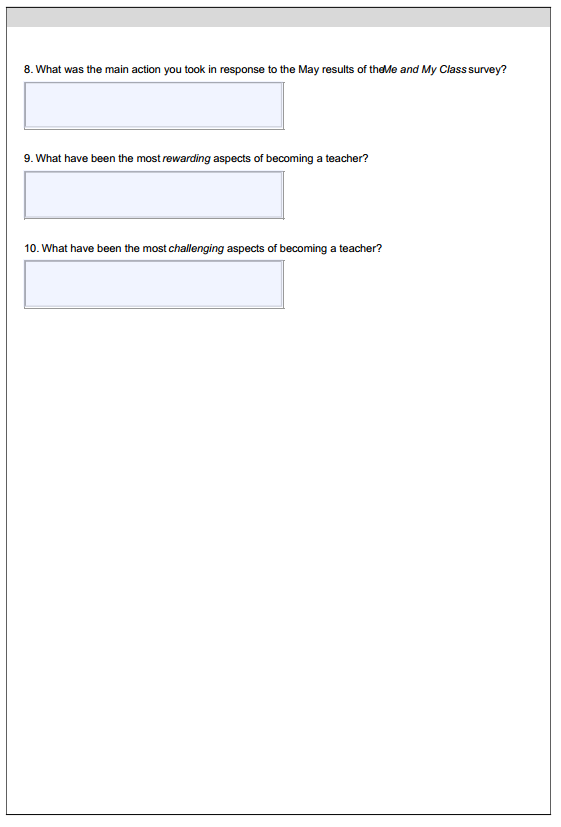 8. What was the main action you took in response to the May results of the Me and My Class survey?
9. What have been the most rewarding aspects of becoming a teacher?
10. What have been the most challenging aspects of becoming a teacher?